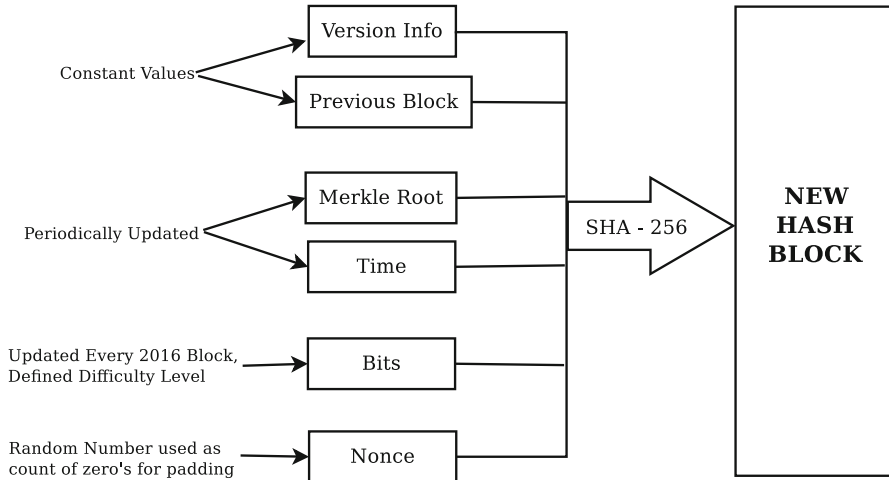 Version Info
Constant Values
Previous Block
Merkle Root
Periodically Updated
Time
Updated Every 2016 Block,
Defined Difficulty Level
Bits
Random Number used as
count of zero's for padding
Nonce
SHA - 256
NEW
HASH
BLOCK